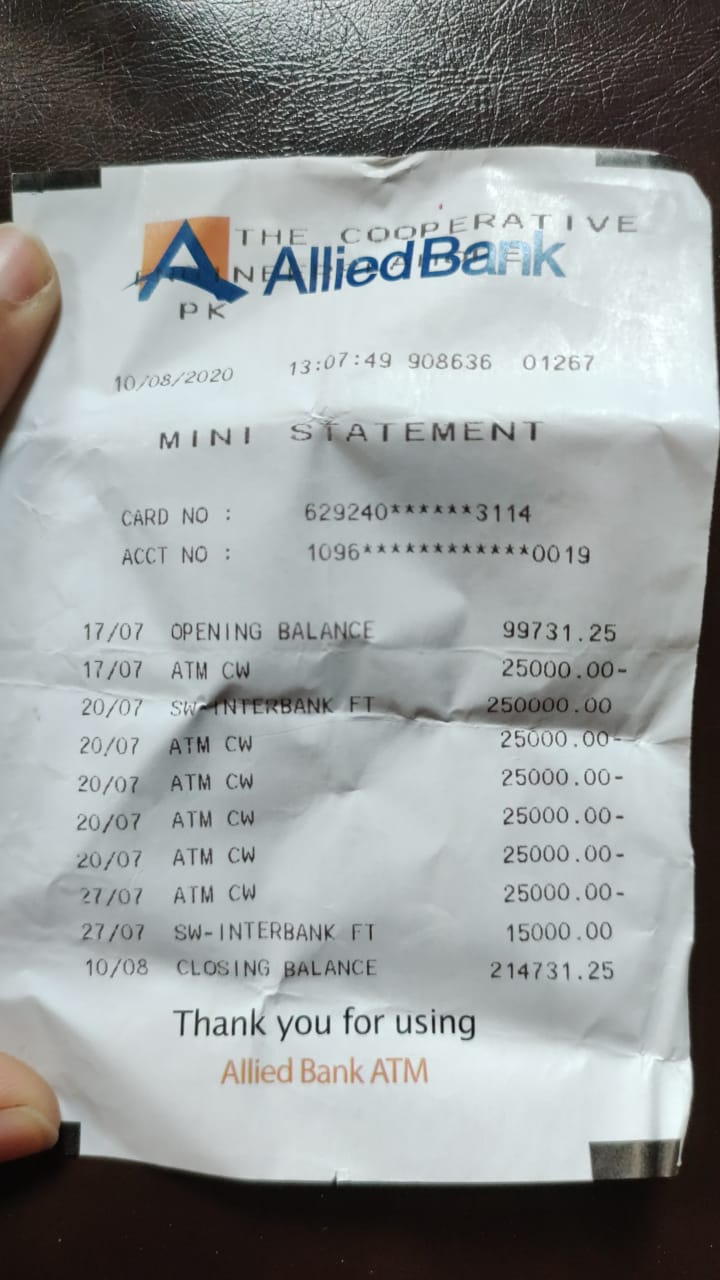 THE COOPERATIVE
Allied Bank
PK
10/08/2020 13:07:49 908636 01267
MINI STATEMENT
CARD NO : 629240******3114
ACCT NO : 1096************0019
17/07 OPENING BALANCE 99731.25
17/07 ATM CW 25000.00-
20/07 SW-INTERBANK FT 250000.00
20/07 ATM CW 25000.00-
20/07 ATM CW 25000.00-
20/07 ATM CW 25000.00-
20/07 ATM CW 25000.00-
27/07 ATM CW 25000.00-
27/07 SW-INTERBANK FT 15000.00
10/08 CLOSING BALANCE 214731.25
Thank you for using
Allied Bank ATM